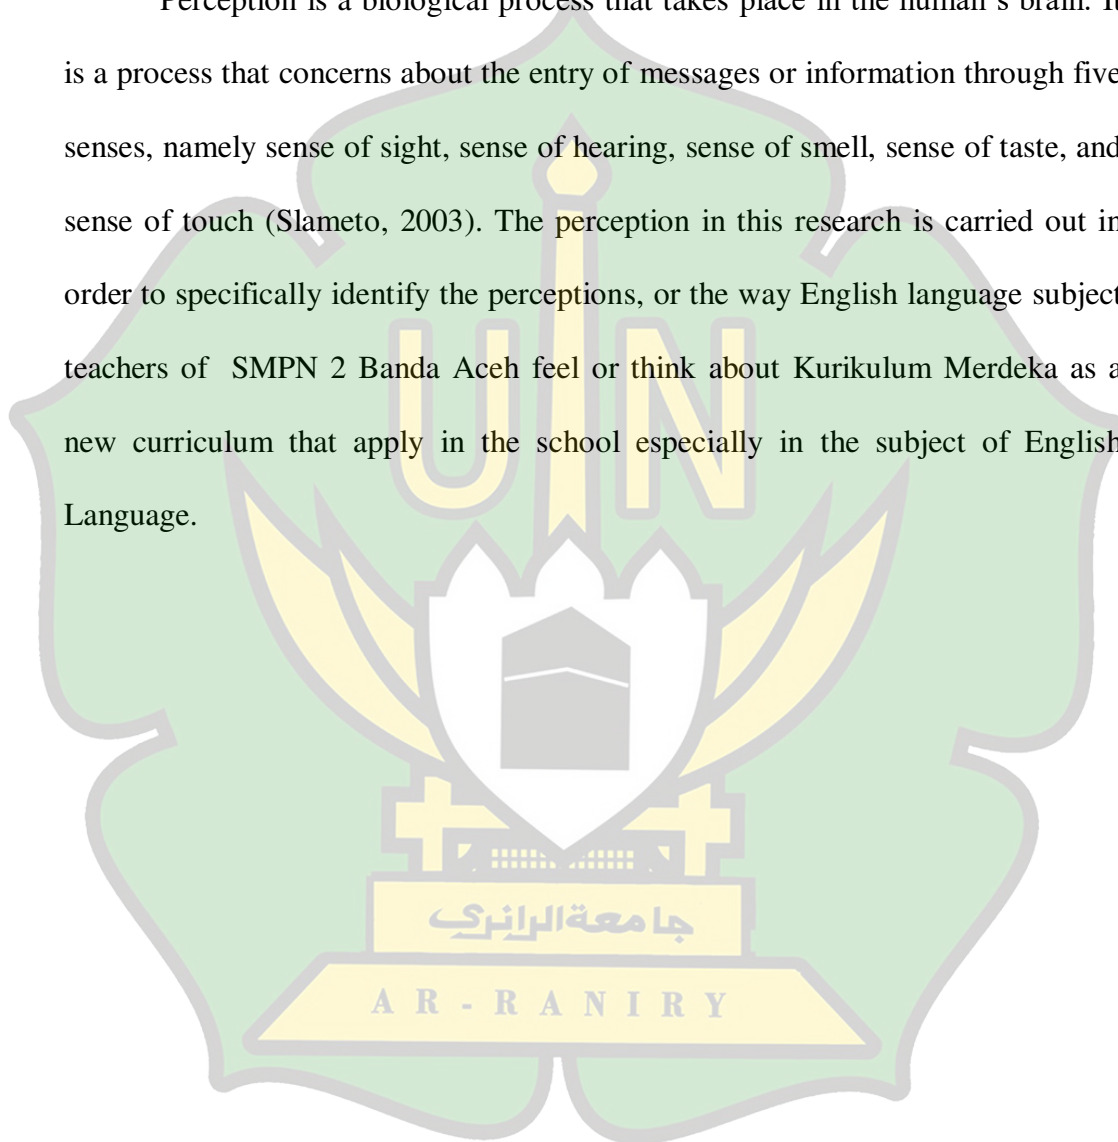 Perception is a biological process that takes place in the human's brain. It
is a process that concerns about the entry of messages or information through five
senses, namely sense of sight, sense of hearing, sense of smell, sense of taste, and
sense of touch (Slameto, 2003). The perception in this research is carried out in
order to specifically identify the perceptions, or the way English language subject
teachers of SMPN 2 Banda Aceh feel or think about Kurikulum Merdeka as a
new curriculum that apply in the school especially in the subject of English
Language.
UIN
جامعة الرانري
AR-RANIRY